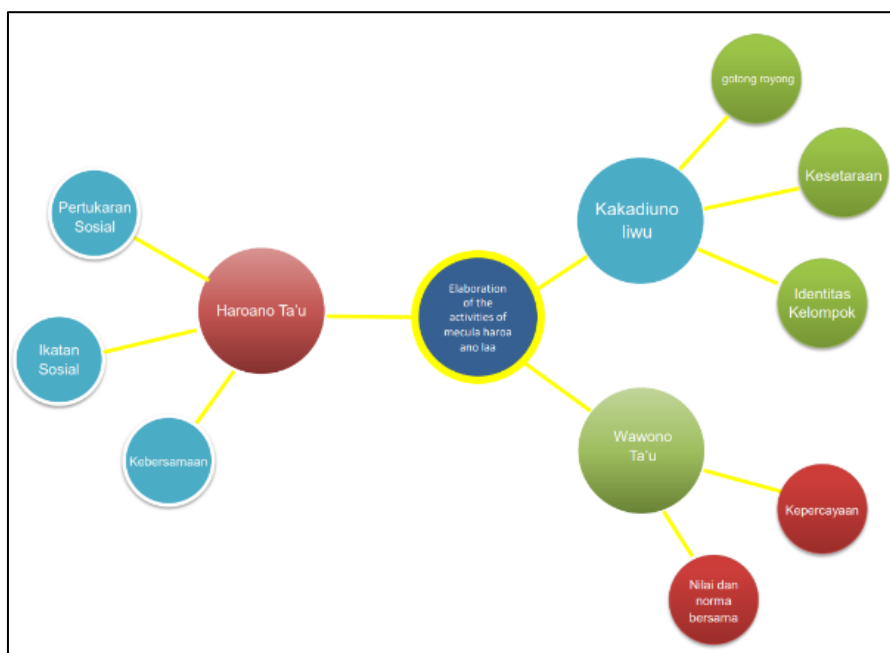 Elaboration
of the
activities of
mecula haroa
ano laa
Haroano Ta'u
Pertukaran
Sosial
Ikatan
Sosial
Kebersamaan
Kakadiuno
liwu
gotong royong
Kesetaraan
Identitas
Kelompok
Wawono
Ta'u
Kepercayaan
Nilai dan
norma
bersama